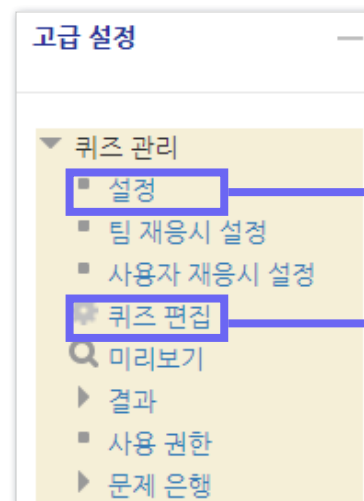 고급 설정
퀴즈 관리
설정
팀 재응시 설정
사용자 재응시 설정
퀴즈 편집
미리보기
결과
사용 권한
문제 은행